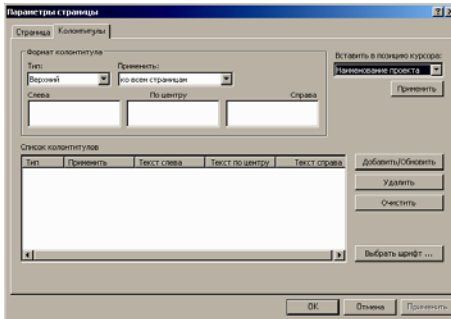 Параметры страницы
Страница Колонтитулы
Формат колонтитула
Тип: Применить:
Верхний ко всем страницам
Слева По центру Справа
Вставить в позицию курсора:
Наименование проекта
Применить
Список колонтитулов
Тип Применить Текст слева Текст по центру Текст справа
Добавить/Обновить
Удалить
Очистить
Выбрать шрифт ...
OK Отмена Применить